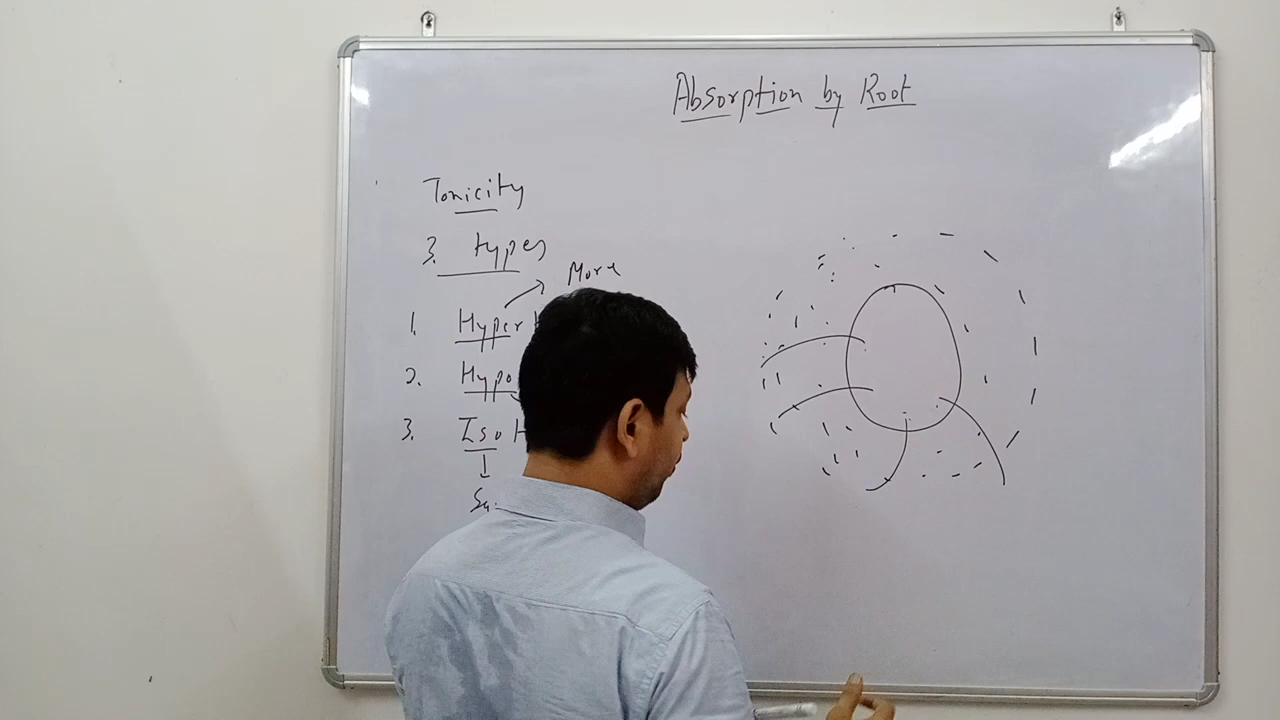 Absorption by Root
Tonicity
3. types
More
1. Hyper
2. Hypo
3. Iso